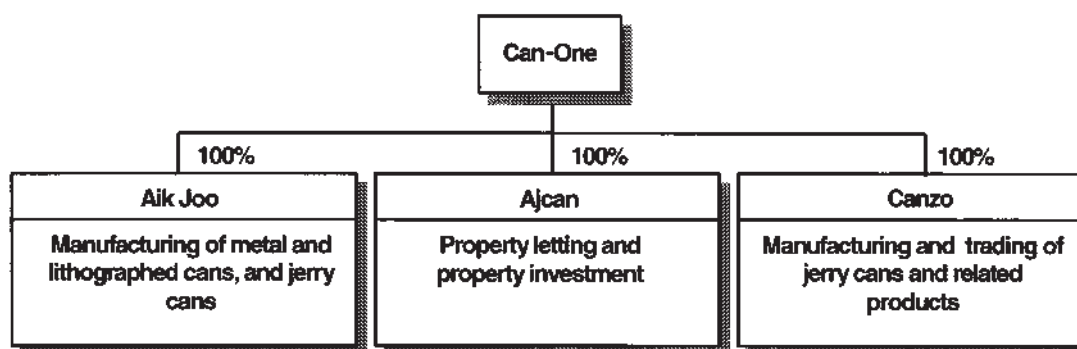 Can-One
100%
100%
100%
Aik Joo
Manufacturing of metal and
lithographed cans, and jerry
cans
Ajcan
Property letting and
property investment
Canzo
Manufacturing and trading of
jerry cans and related
products